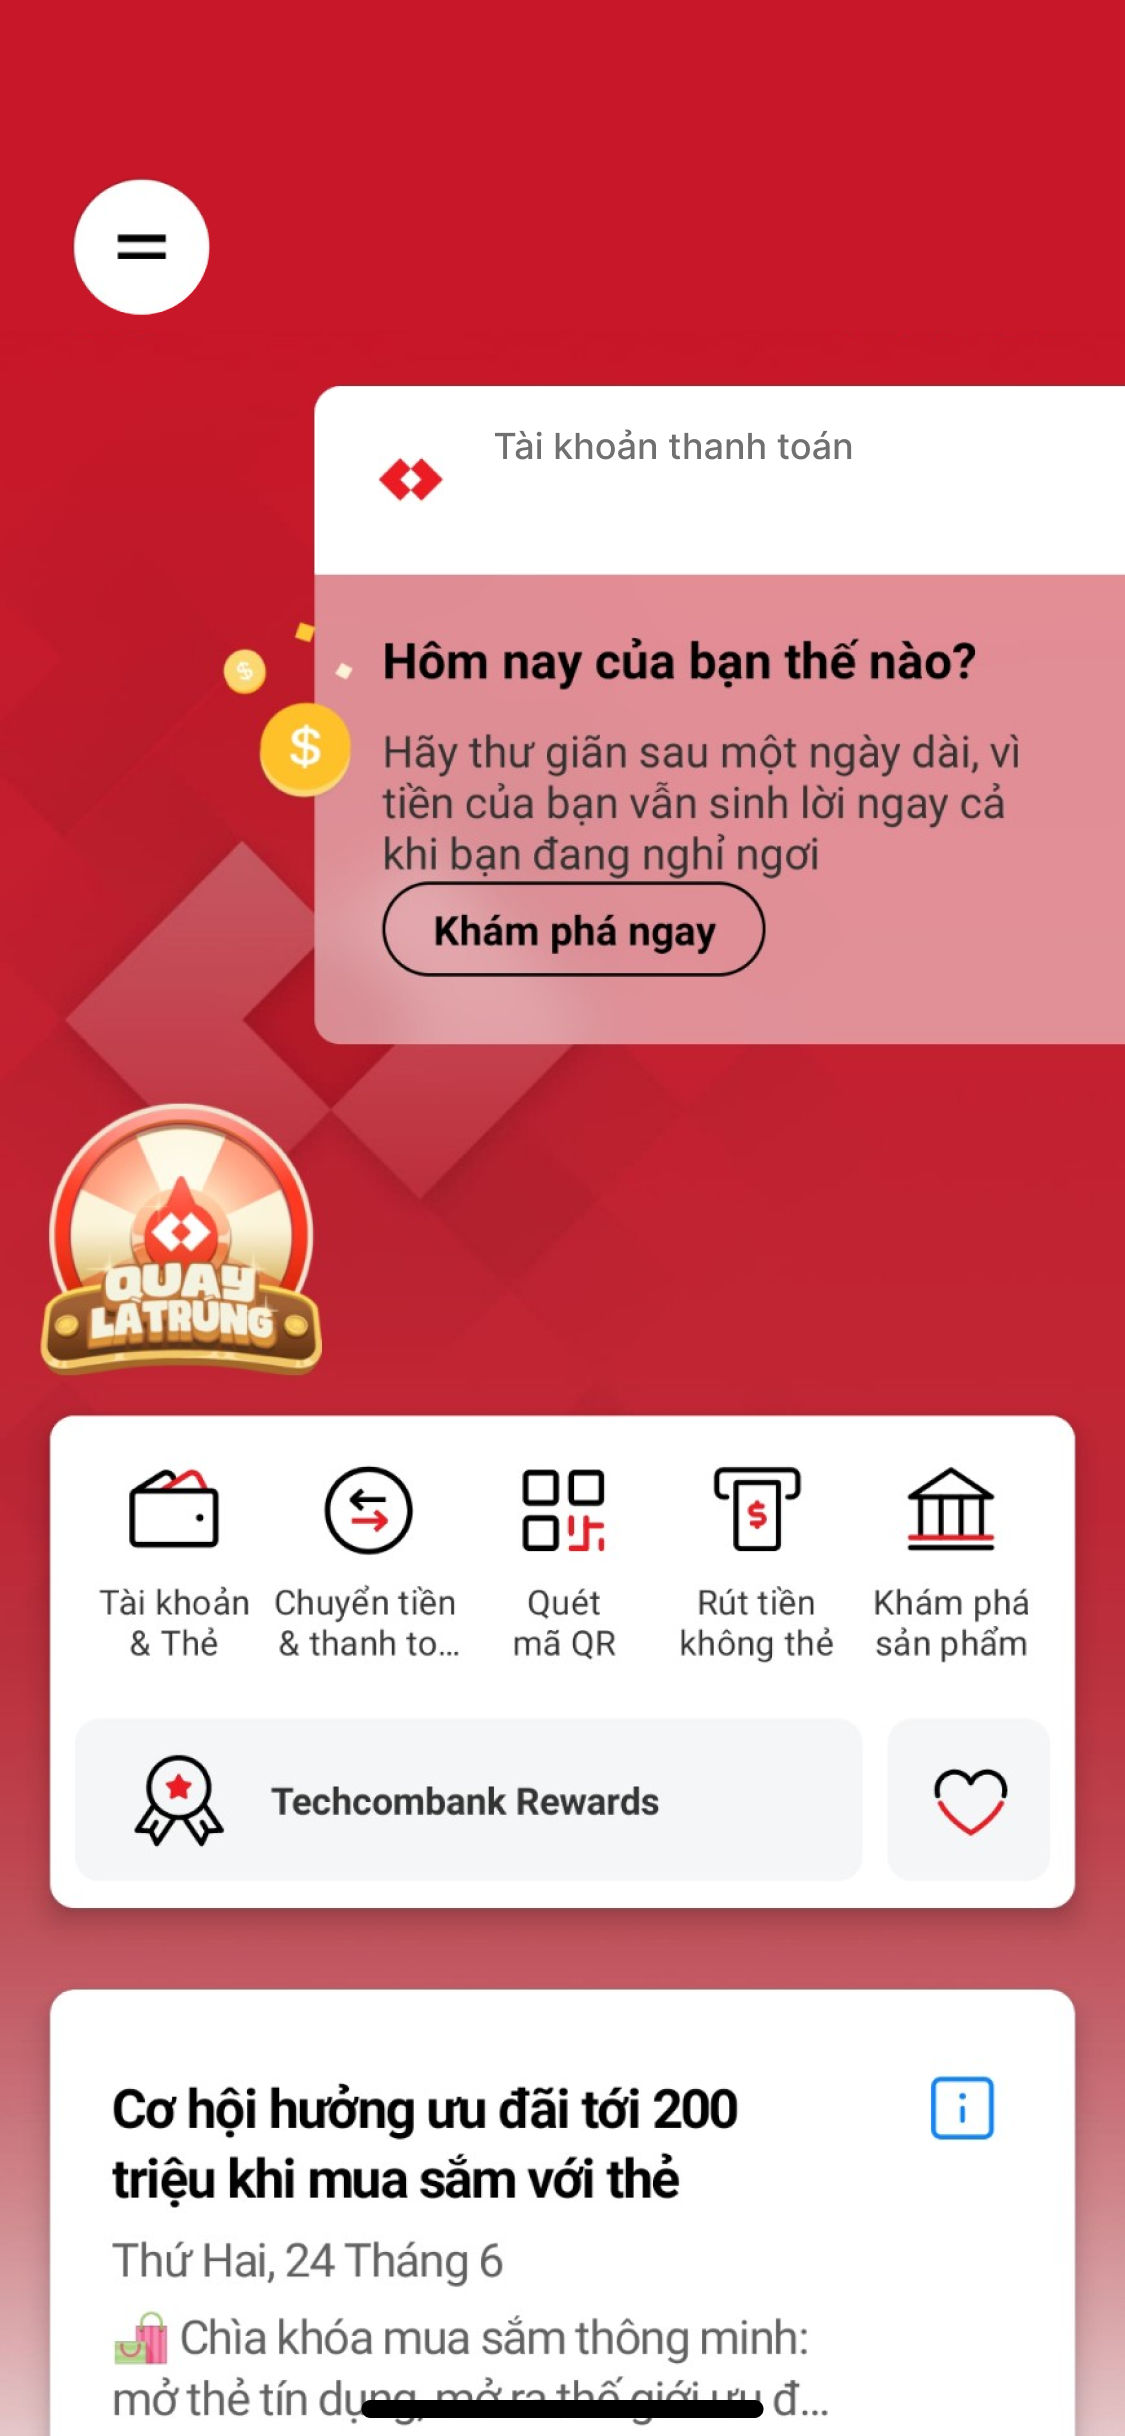 Tài khoản thanh toán
Hôm nay của bạn thế nào?
Hãy thư giãn sau một ngày dài, vì
tiền của bạn vẫn sinh lời ngay cả
khi bạn đang nghỉ ngơi
Khám phá ngay
QUAY
LÀ TRÚNG
Tài khoản
& Thẻ
Chuyển tiền
& thanh to...
Quét
mã QR
Rút tiền
không thẻ
Khám phá
sản phẩm
Techcombank Rewards
Cơ hội hưởng ưu đãi tới 200
triệu khi mua sắm với thẻ
Thứ Hai, 24 Tháng 6
Chìa khóa mua sắm thông minh:
mở thẻ tín dụng, mở ra thế giới ưu đ...